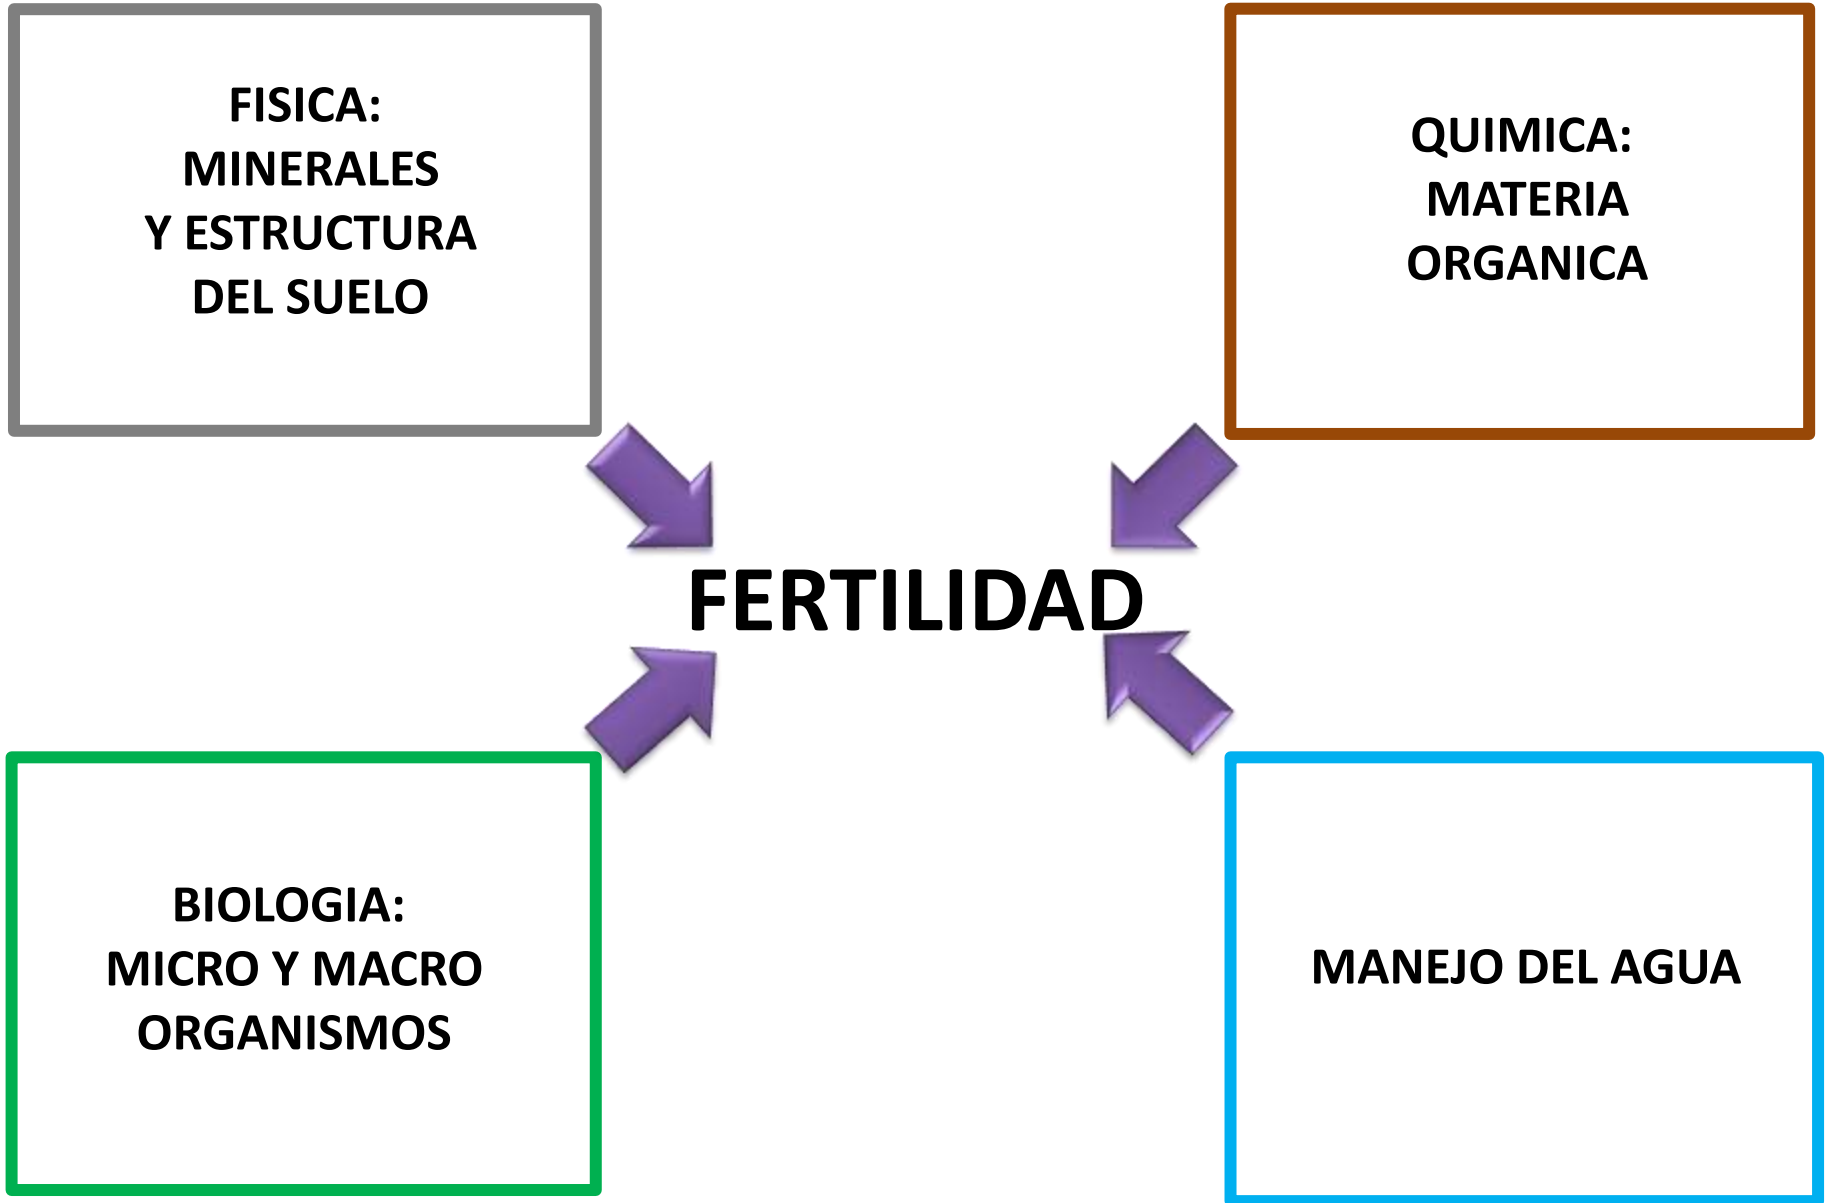 FISICA:
MINERALES
Y ESTRUCTURA
DEL SUELO
QUIMICA:
MATERIA
ORGANICA
FERTILIDAD
BIOLOGIA:
MICRO Y MACRO
ORGANISMOS
MANEJO DEL AGUA